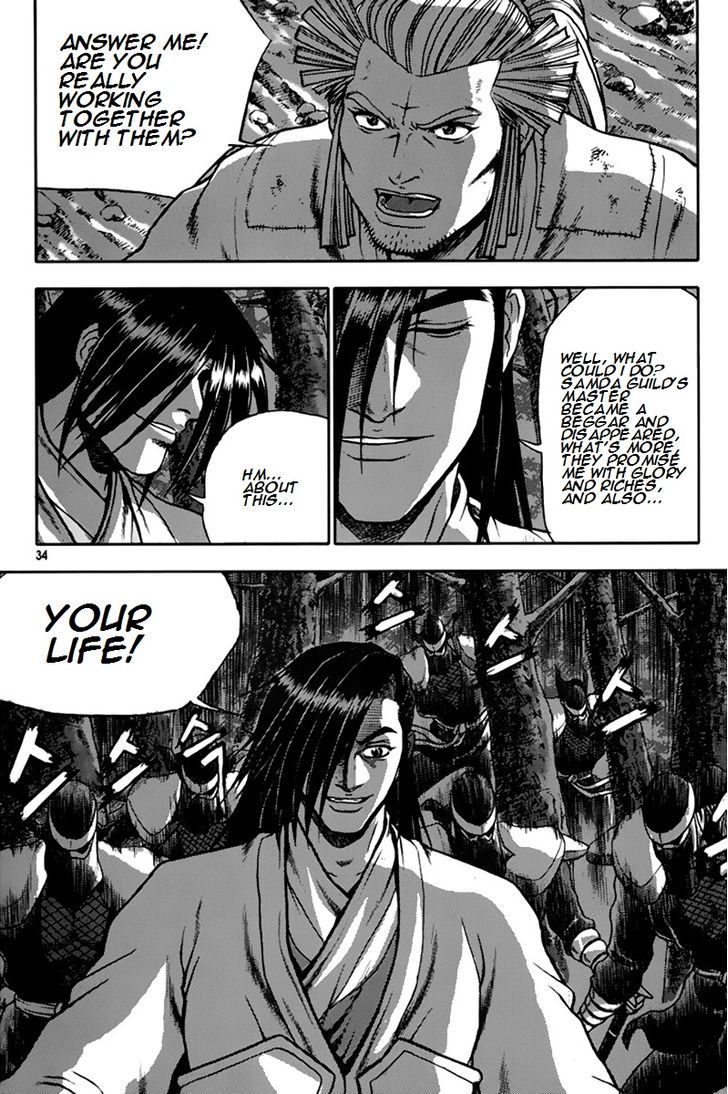 ANSWER ME!
ARE YOU
REALLY
WORKING
TOGETHER
WITH THEM?
HM...
ABOUT
THIS...
WELL, WHAT
COULD I DO?
SAMRA GUILD'S
MASTER
BECAME A
BEGGAR AND
DISAPPEARED,
WHAT'S MORE,
THEY PROMISE
ME WITH GLORY
AND RICHES,
AND ALSO...
34
YOUR
LIFE!